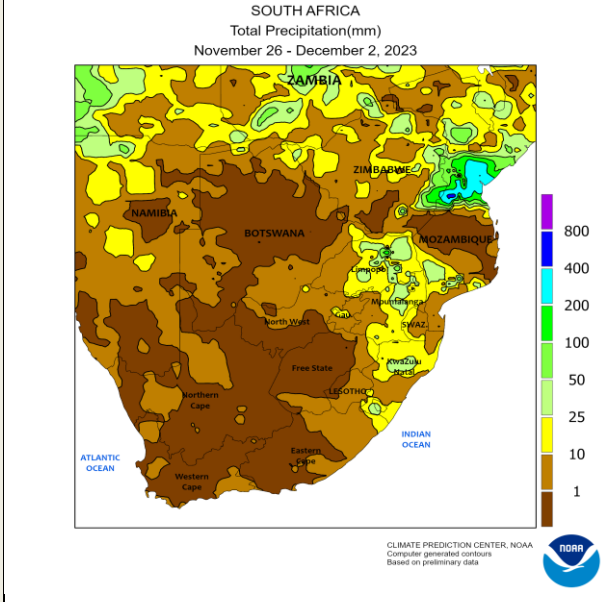 SOUTH AFRICA
Total Precipitation(mm)
November 26 - December 2, 2023
ZAMBIA
ZIMBABWE
NAMIBIA
BOTSWANA
MOZAMBIQUE
Limpopo
Mpumalanga
North West
Gau
SWAZ.
Free State
KwaZulu
Natal
LESOTHO
Northern
Cape
Eastern
Cape
Western
Cape
ATLANTIC
OCEAN
INDIAN
OCEAN
800
400
200
100
50
25
10
1
CLIMATE PREDICTION CENTER, NOAA
Computer generated contours
Based on preliminary data
NOAA